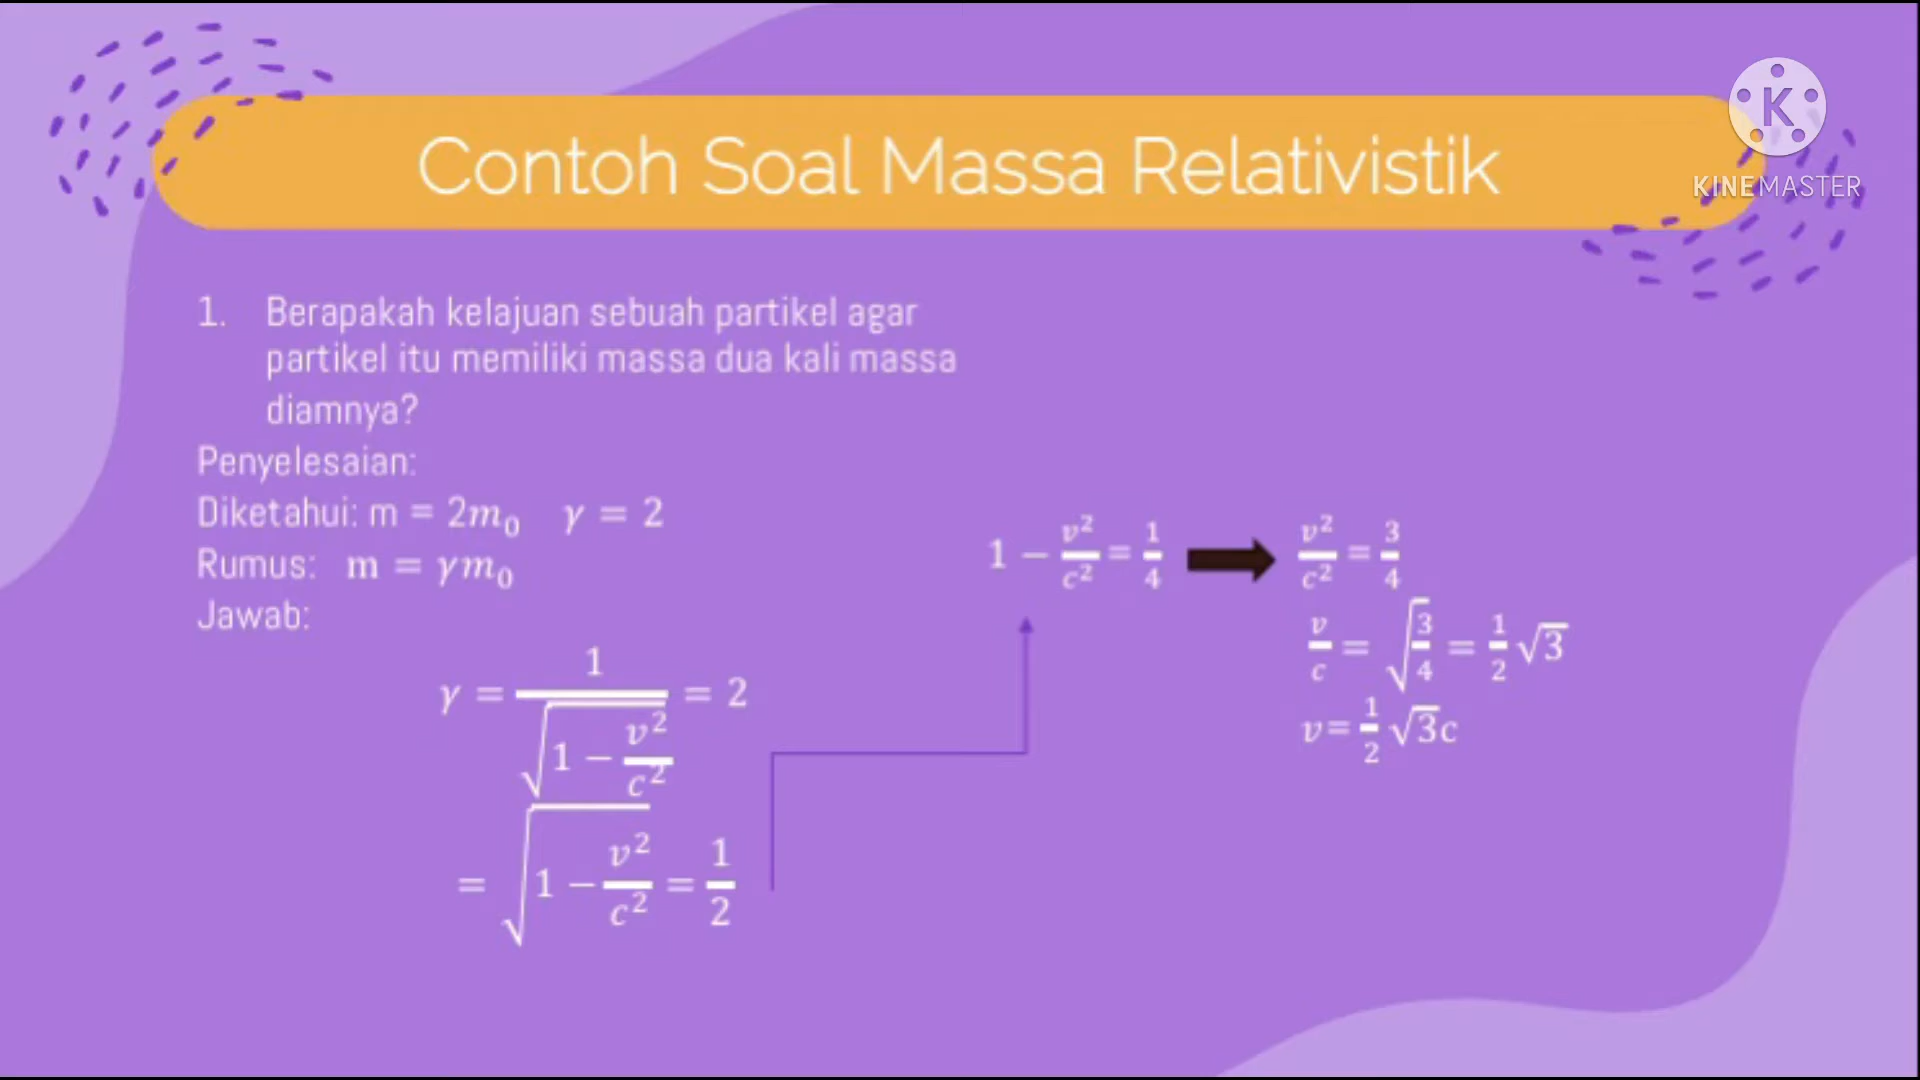 Contoh Soal Massa Relativistik
K
KINEMASTER
1. Berapakah kelajuan sebuah partikel agar
partikel itu memiliki massa dua kali massa
diamnya?
Penyelesaian:
Diketahui: m = 2m₀ γ = 2
Rumus: m = γm₀
Jawab:
γ = 1/√(1 − v²/c²) = 2
= √(1 − v²/c²) = 1/2
1 − v²/c² = 1/4
v²/c² = 3/4
v/c = √(3/4) = 1/2 √3
v= 1/2 √3c